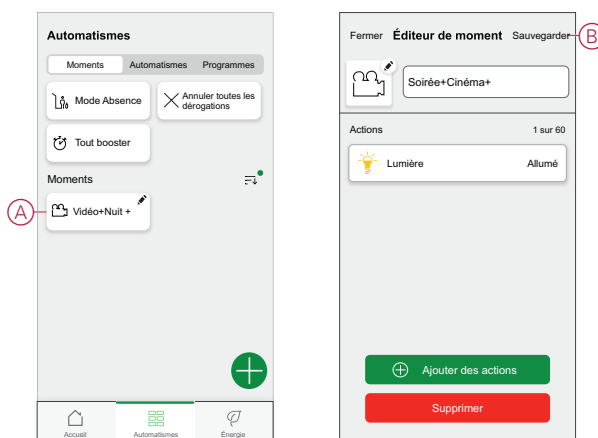 Automatismes
Moments Automatismes Programmes
Mode Absence
Annuler toutes les
dérogations
Tout booster
Moments
A
Vidéo+Nuit +
Accueil Automatismes Énergie
Fermer Éditeur de moment Sauvegarder
B
Soirée+Cinéma+
Actions 1 sur 60
Lumière Allumé
Ajouter des actions
Supprimer